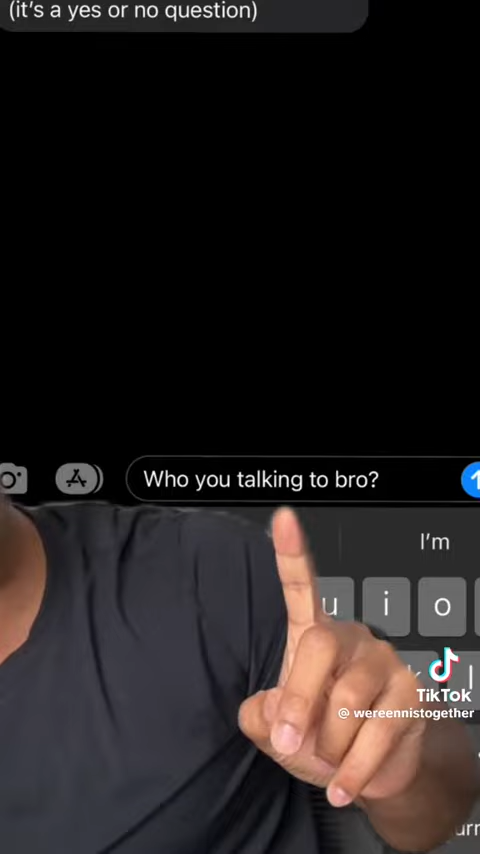 (it's a yes or no question)
Who you talking to bro?
I'm
u i o
TikTok
@ wereennistogether